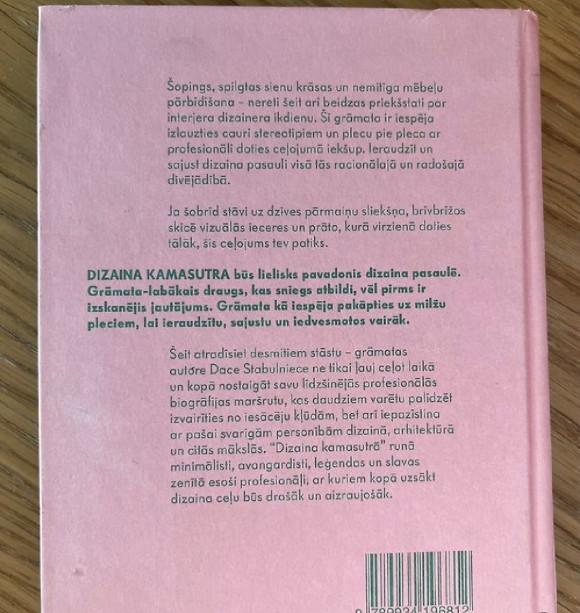 Šopings, spilgtas sienu krāsas un nemitīga mēbeļu
pārbīdīšana – nereti šeit arī beidzas priekšstati par
interjera dizainera ikdienu. Šī grāmata ir iespēja
izlauzties cauri stereotipiem un plecu pie pleca ar
profesionāli doties ceļojumā iekšup. Ieraudzīt un
sajust dizaina pasauli visā tās racionālajā un radošajā
divējādībā.
Ja šobrīd stāvi uz dzīves pārmaiņu sliekšņa, brīvbrīžos
skicē vizuālās ieceres un prāto, kurā virzienā doties
tālāk, šis ceļojums tev patiks.
DIZAINA KAMASUTRA būs lielisks pavadonis dizaina pasaulē.
Grāmata-labākais draugs, kas sniegs atbildi, vēl pirms ir
izskanējis jautājums. Grāmata kā iespēja pakāpties uz milžu
pleciem, lai ieraudzītu, sajustu un iedvesmotos vairāk.
Šeit atradīsiet desmitiem stāstu – grāmatas
autore Dace Stabulniece ne tikai ļauj ceļot laikā
un kopā nostaigāt savu līdzšinējās profesionālās
biogrāfijas maršrutu, kas daudziem varētu palīdzēt
izvairīties no iesācēju kļūdām, bet arī iepazīstina
ar pašai svarīgām personībām dizainā, arhitektūrā
un citās mākslās. “Dizaina kamasutrā” runā
minimālisti, avangardisti, leģendas un slavas
zenītā esoši profesionāļi, ar kuriem kopā uzsākt
dizaina ceļu būs drošāk un aizraujošāk.
9 789934 196812